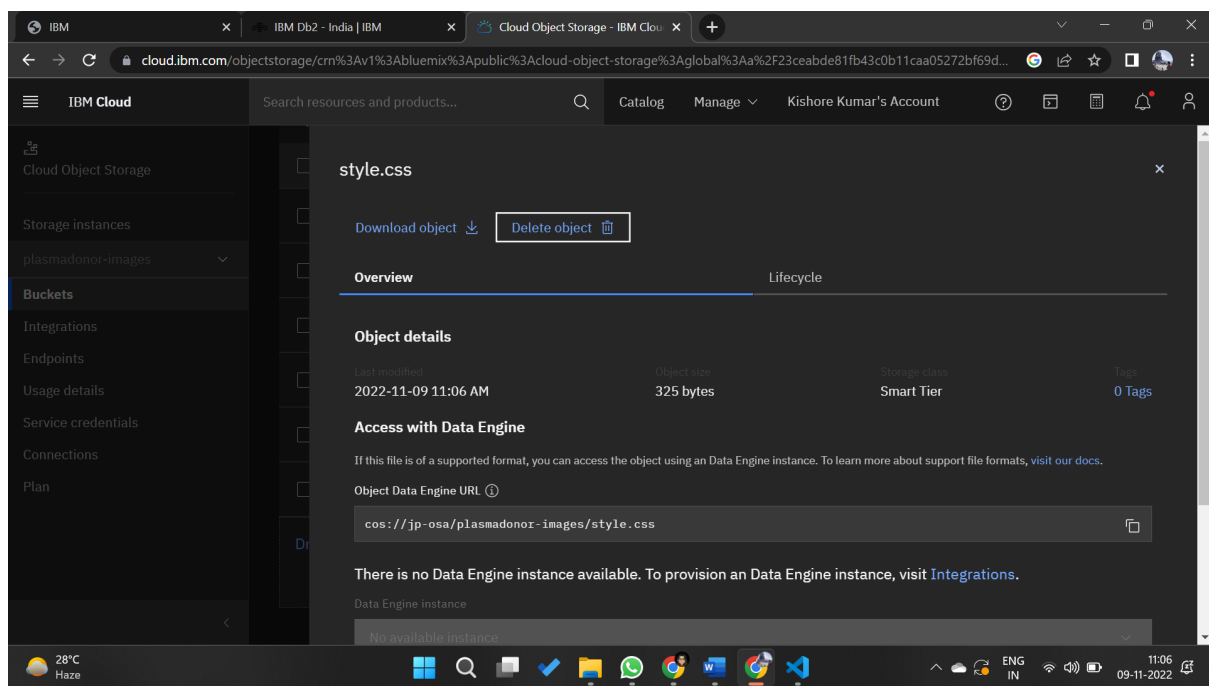 IBM
IBM Db2 - India | IBM
Cloud Object Storage - IBM Clou
cloud.ibm.com/objectstorage/crn%3Av1%3Abluemix%3Apublic%3Acloud-object-storage%3Aglobal%3Aa%2F23ceabde81fb43c0b11caa05272bf69d...
IBM Cloud
Search resources and products...
Catalog
Manage
Kishore Kumar's Account
Cloud Object Storage
Storage instances
plasmadonor-images
Buckets
Integrations
Endpoints
Usage details
Service credentials
Connections
Plan
Dr
style.css
Download object
Delete object
Overview
Lifecycle
Object details
Last modified
Object size
Storage class
Tags
2022-11-09 11:06 AM
325 bytes
Smart Tier
0 Tags
Access with Data Engine
If this file is of a supported format, you can access the object using an Data Engine instance. To learn more about support file formats, visit our docs.
Object Data Engine URL
cos://jp-osa/plasmadonor-images/style.css
There is no Data Engine instance available. To provision an Data Engine instance, visit Integrations.
Data Engine instance
No available instance
28°C
Haze
ENG
IN
11:06
09-11-2022